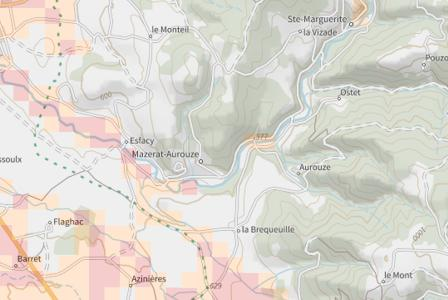 Ste-Marguerite
le Monteil
la Vizade
Pouzo
600
Ostet
577
Esfacy
Mazerat-Aurouze
ssoulx
Aurouze
Flaghac
la Brequeuille
1000
Barret
Azinières
629
le Mont